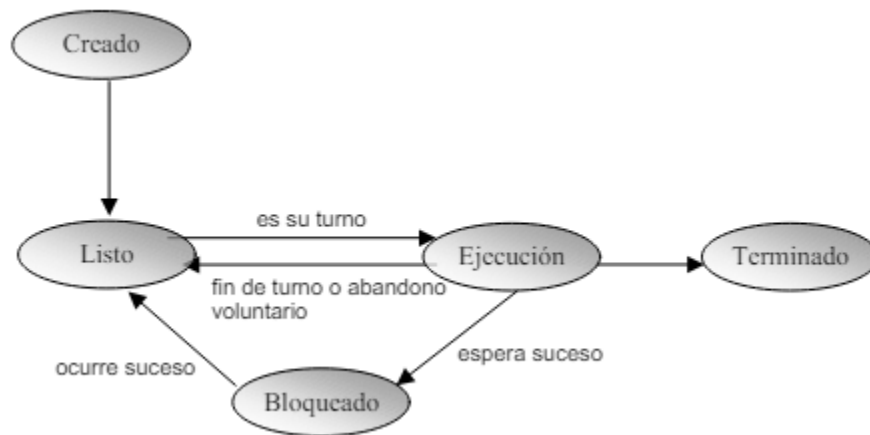 Creado
es su turno
Listo
Ejecución
Terminado
fin de turno o abandono
voluntario
ocurre suceso
espera suceso
Bloqueado